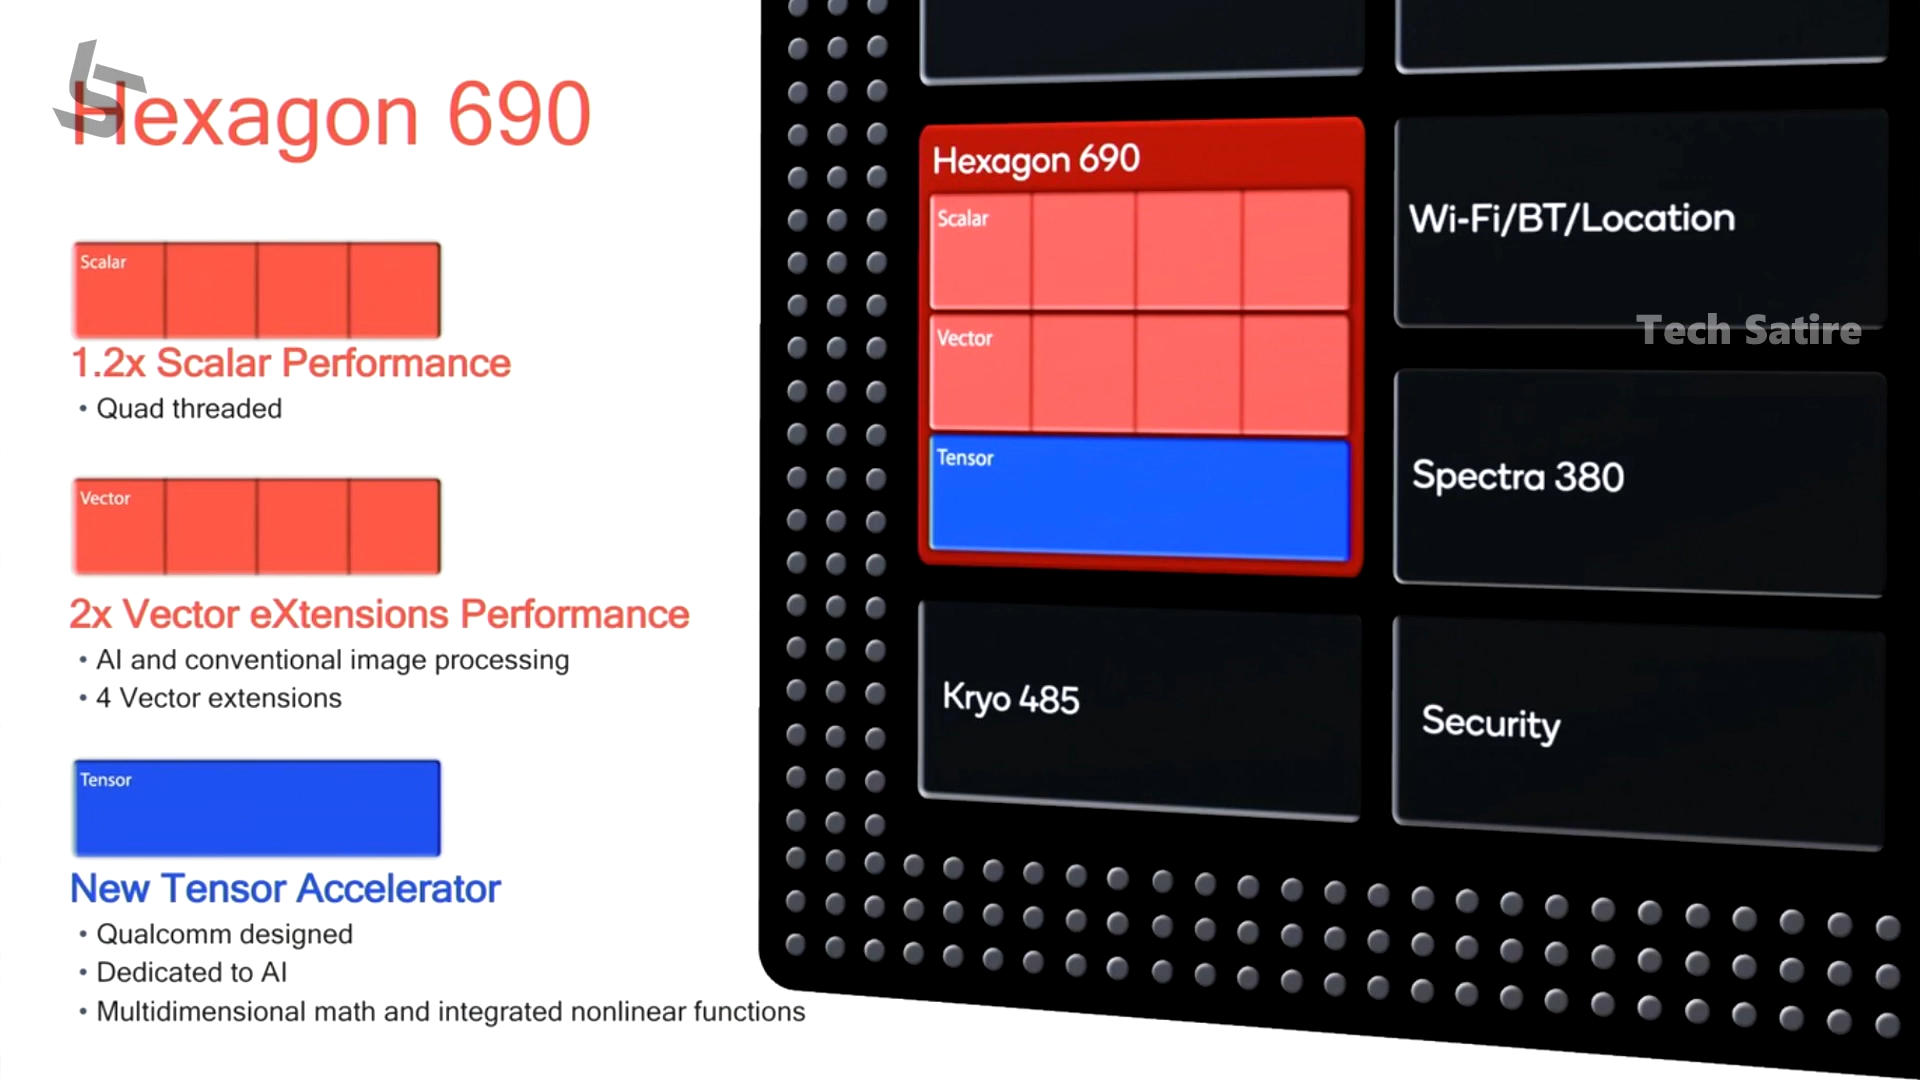 Hexagon 690
Scalar
1.2x Scalar Performance
• Quad threaded
Vector
2x Vector eXtensions Performance
• AI and conventional image processing
• 4 Vector extensions
Tensor
New Tensor Accelerator
• Qualcomm designed
• Dedicated to AI
• Multidimensional math and integrated nonlinear functions
Hexagon 690
Scalar
Vector
Tensor
Kryo 485
Wi-Fi/BT/Location
Tech Satire
Spectra 380
Security